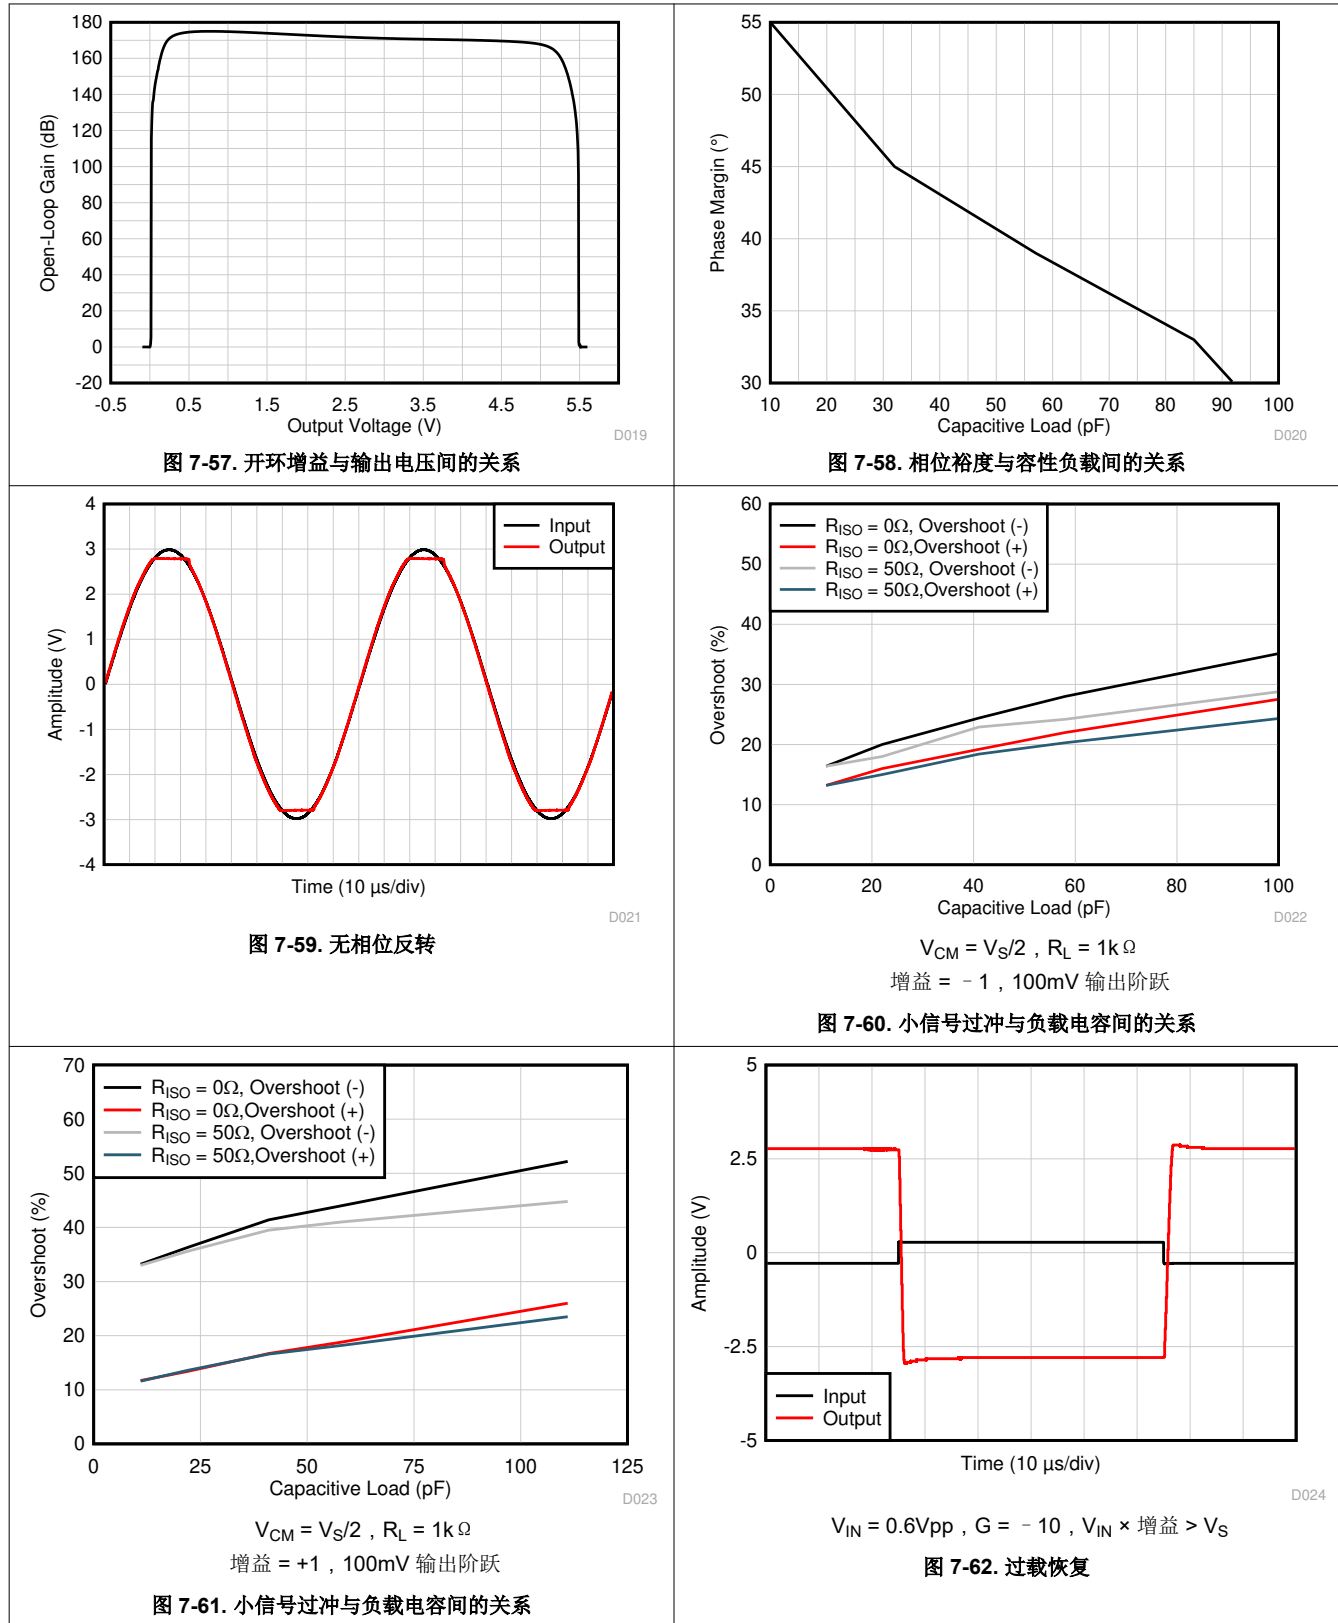 180
160
140
120
100
80
60
40
20
0
-20
Open-Loop Gain (dB)
-0.5 0.5 1.5 2.5 3.5 4.5 5.5
Output Voltage (V)
D019
图 7-57. 开环增益与输出电压间的关系
55
50
45
40
35
30
Phase Margin (°)
10 20 30 40 50 60 70 80 90 100
Capacitive Load (pF)
D020
图 7-58. 相位裕度与容性负载间的关系
4
3
2
1
0
-1
-2
-3
-4
Amplitude (V)
Input
Output
Time (10 µs/div)
D021
图 7-59. 无相位反转
60
50
40
30
20
10
0
Overshoot (%)
RISO = 0Ω, Overshoot (-)
RISO = 0Ω,Overshoot (+)
RISO = 50Ω, Overshoot (-)
RISO = 50Ω,Overshoot (+)
0 20 40 60 80 100
Capacitive Load (pF)
D022
VCM = VS/2 , RL = 1k Ω
增益 = - 1 , 100mV 输出阶跃
图 7-60. 小信号过冲与负载电容间的关系
70
60
50
40
30
20
10
0
Overshoot (%)
RISO = 0Ω, Overshoot (-)
RISO = 0Ω,Overshoot (+)
RISO = 50Ω, Overshoot (-)
RISO = 50Ω,Overshoot (+)
0 25 50 75 100 125
Capacitive Load (pF)
D023
VCM = VS/2 , RL = 1k Ω
增益 = +1 , 100mV 输出阶跃
图 7-61. 小信号过冲与负载电容间的关系
5
2.5
0
-2.5
-5
Amplitude (V)
Input
Output
Time (10 µs/div)
D024
VIN = 0.6Vpp , G = - 10 , VIN × 增益 > VS
图 7-62. 过载恢复